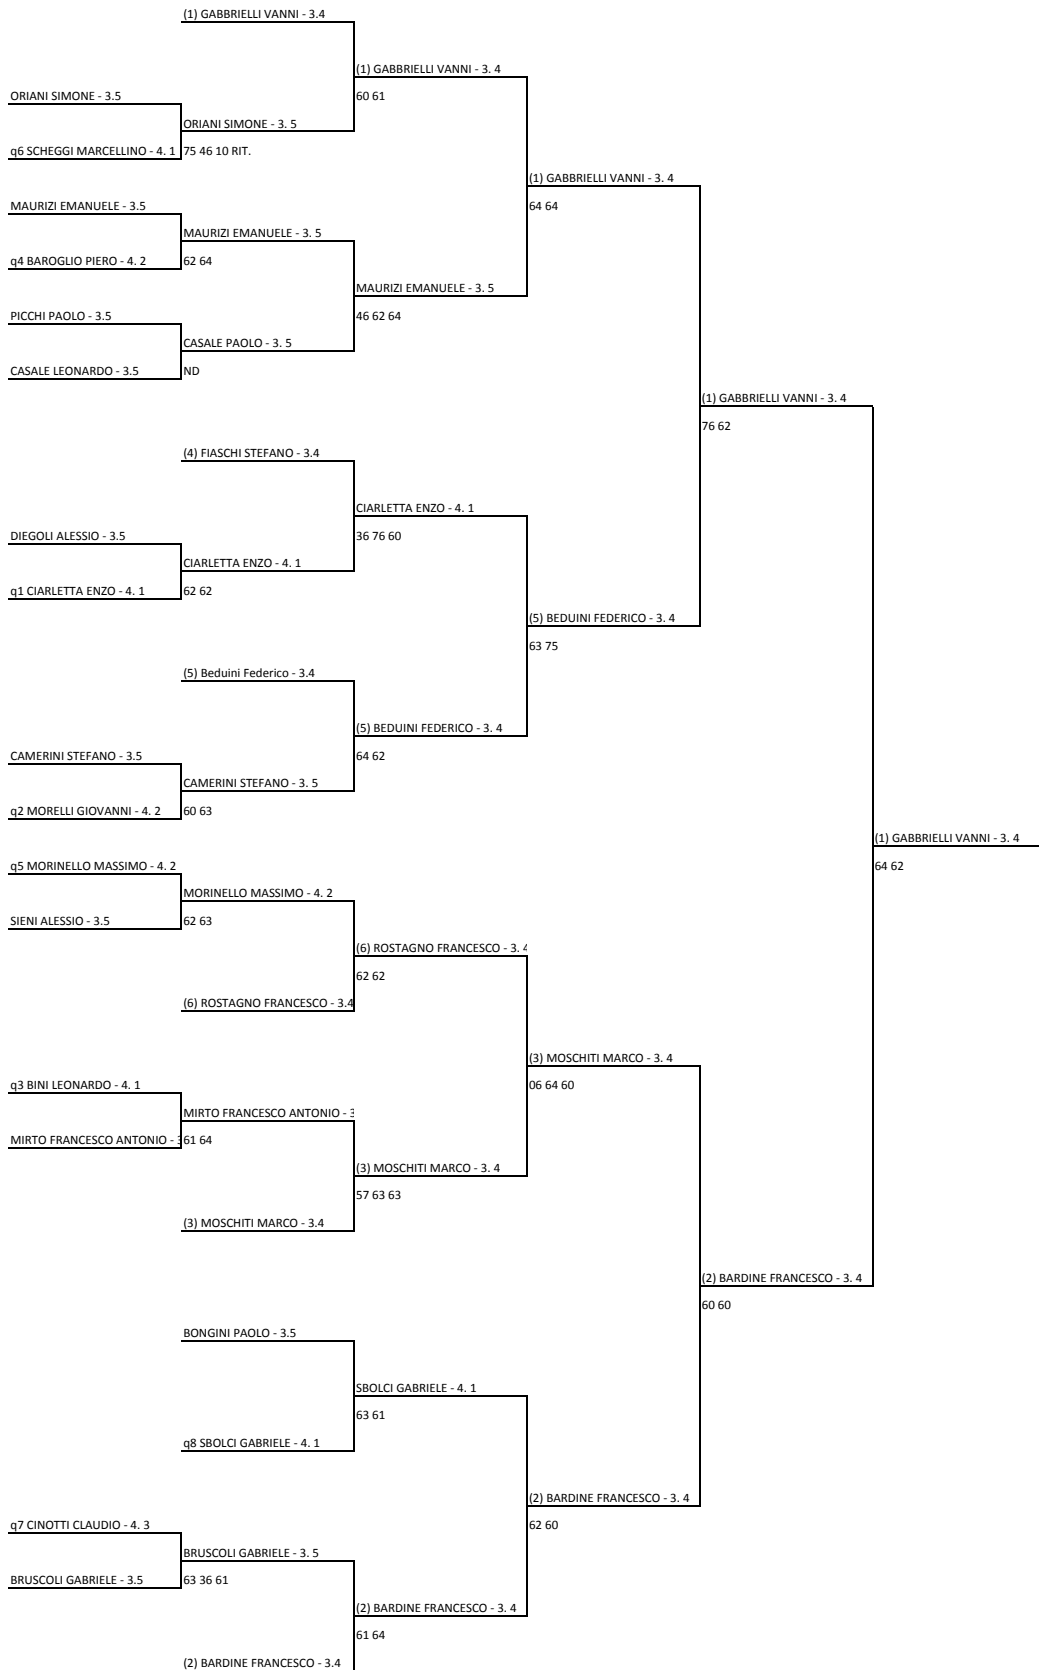 (1) GABBRIELLI VANNI - 3.4
(1) GABBRIELLI VANNI - 3. 4
ORIANI SIMONE - 3.5
60 61
ORIANI SIMONE - 3. 5
q6 SCHEGGI MARCELLINO - 4. 1
75 46 10 RIT.
(1) GABBRIELLI VANNI - 3. 4
MAURIZI EMANUELE - 3.5
64 64
MAURIZI EMANUELE - 3. 5
q4 BAROGLIO PIERO - 4. 2
62 64
MAURIZI EMANUELE - 3. 5
PICCHI PAOLO - 3.5
46 62 64
CASALE PAOLO - 3. 5
CASALE LEONARDO - 3.5
ND
(1) GABBRIELLI VANNI - 3. 4
76 62
(4) FIASCHI STEFANO - 3.4
CIARLETTA ENZO - 4. 1
DIEGOLI ALESSIO - 3.5
36 76 60
CIARLETTA ENZO - 4. 1
q1 CIARLETTA ENZO - 4. 1
62 62
(5) BEDUINI FEDERICO - 3. 4
63 75
(5) Beduini Federico - 3.4
(5) BEDUINI FEDERICO - 3. 4
CAMERINI STEFANO - 3.5
64 62
CAMERINI STEFANO - 3. 5
q2 MORELLI GIOVANNI - 4. 2
60 63
(1) GABBRIELLI VANNI - 3. 4
q5 MORINELLO MASSIMO - 4. 2
64 62
MORINELLO MASSIMO - 4. 2
SIENI ALESSIO - 3.5
62 63
(6) ROSTAGNO FRANCESCO - 3. 4
62 62
(6) ROSTAGNO FRANCESCO - 3.4
(3) MOSCHITI MARCO - 3. 4
q3 BINI LEONARDO - 4. 1
06 64 60
MIRTO FRANCESCO ANTONIO - 3
MIRTO FRANCESCO ANTONIO - 3
61 64
(3) MOSCHITI MARCO - 3. 4
57 63 63
(3) MOSCHITI MARCO - 3.4
(2) BARDINE FRANCESCO - 3. 4
60 60
BONGINI PAOLO - 3.5
SBOLCI GABRIELE - 4. 1
63 61
q8 SBOLCI GABRIELE - 4. 1
(2) BARDINE FRANCESCO - 3. 4
q7 CINOTTI CLAUDIO - 4. 3
62 60
BRUSCOLI GABRIELE - 3. 5
BRUSCOLI GABRIELE - 3.5
63 36 61
(2) BARDINE FRANCESCO - 3. 4
61 64
(2) BARDINE FRANCESCO - 3.4